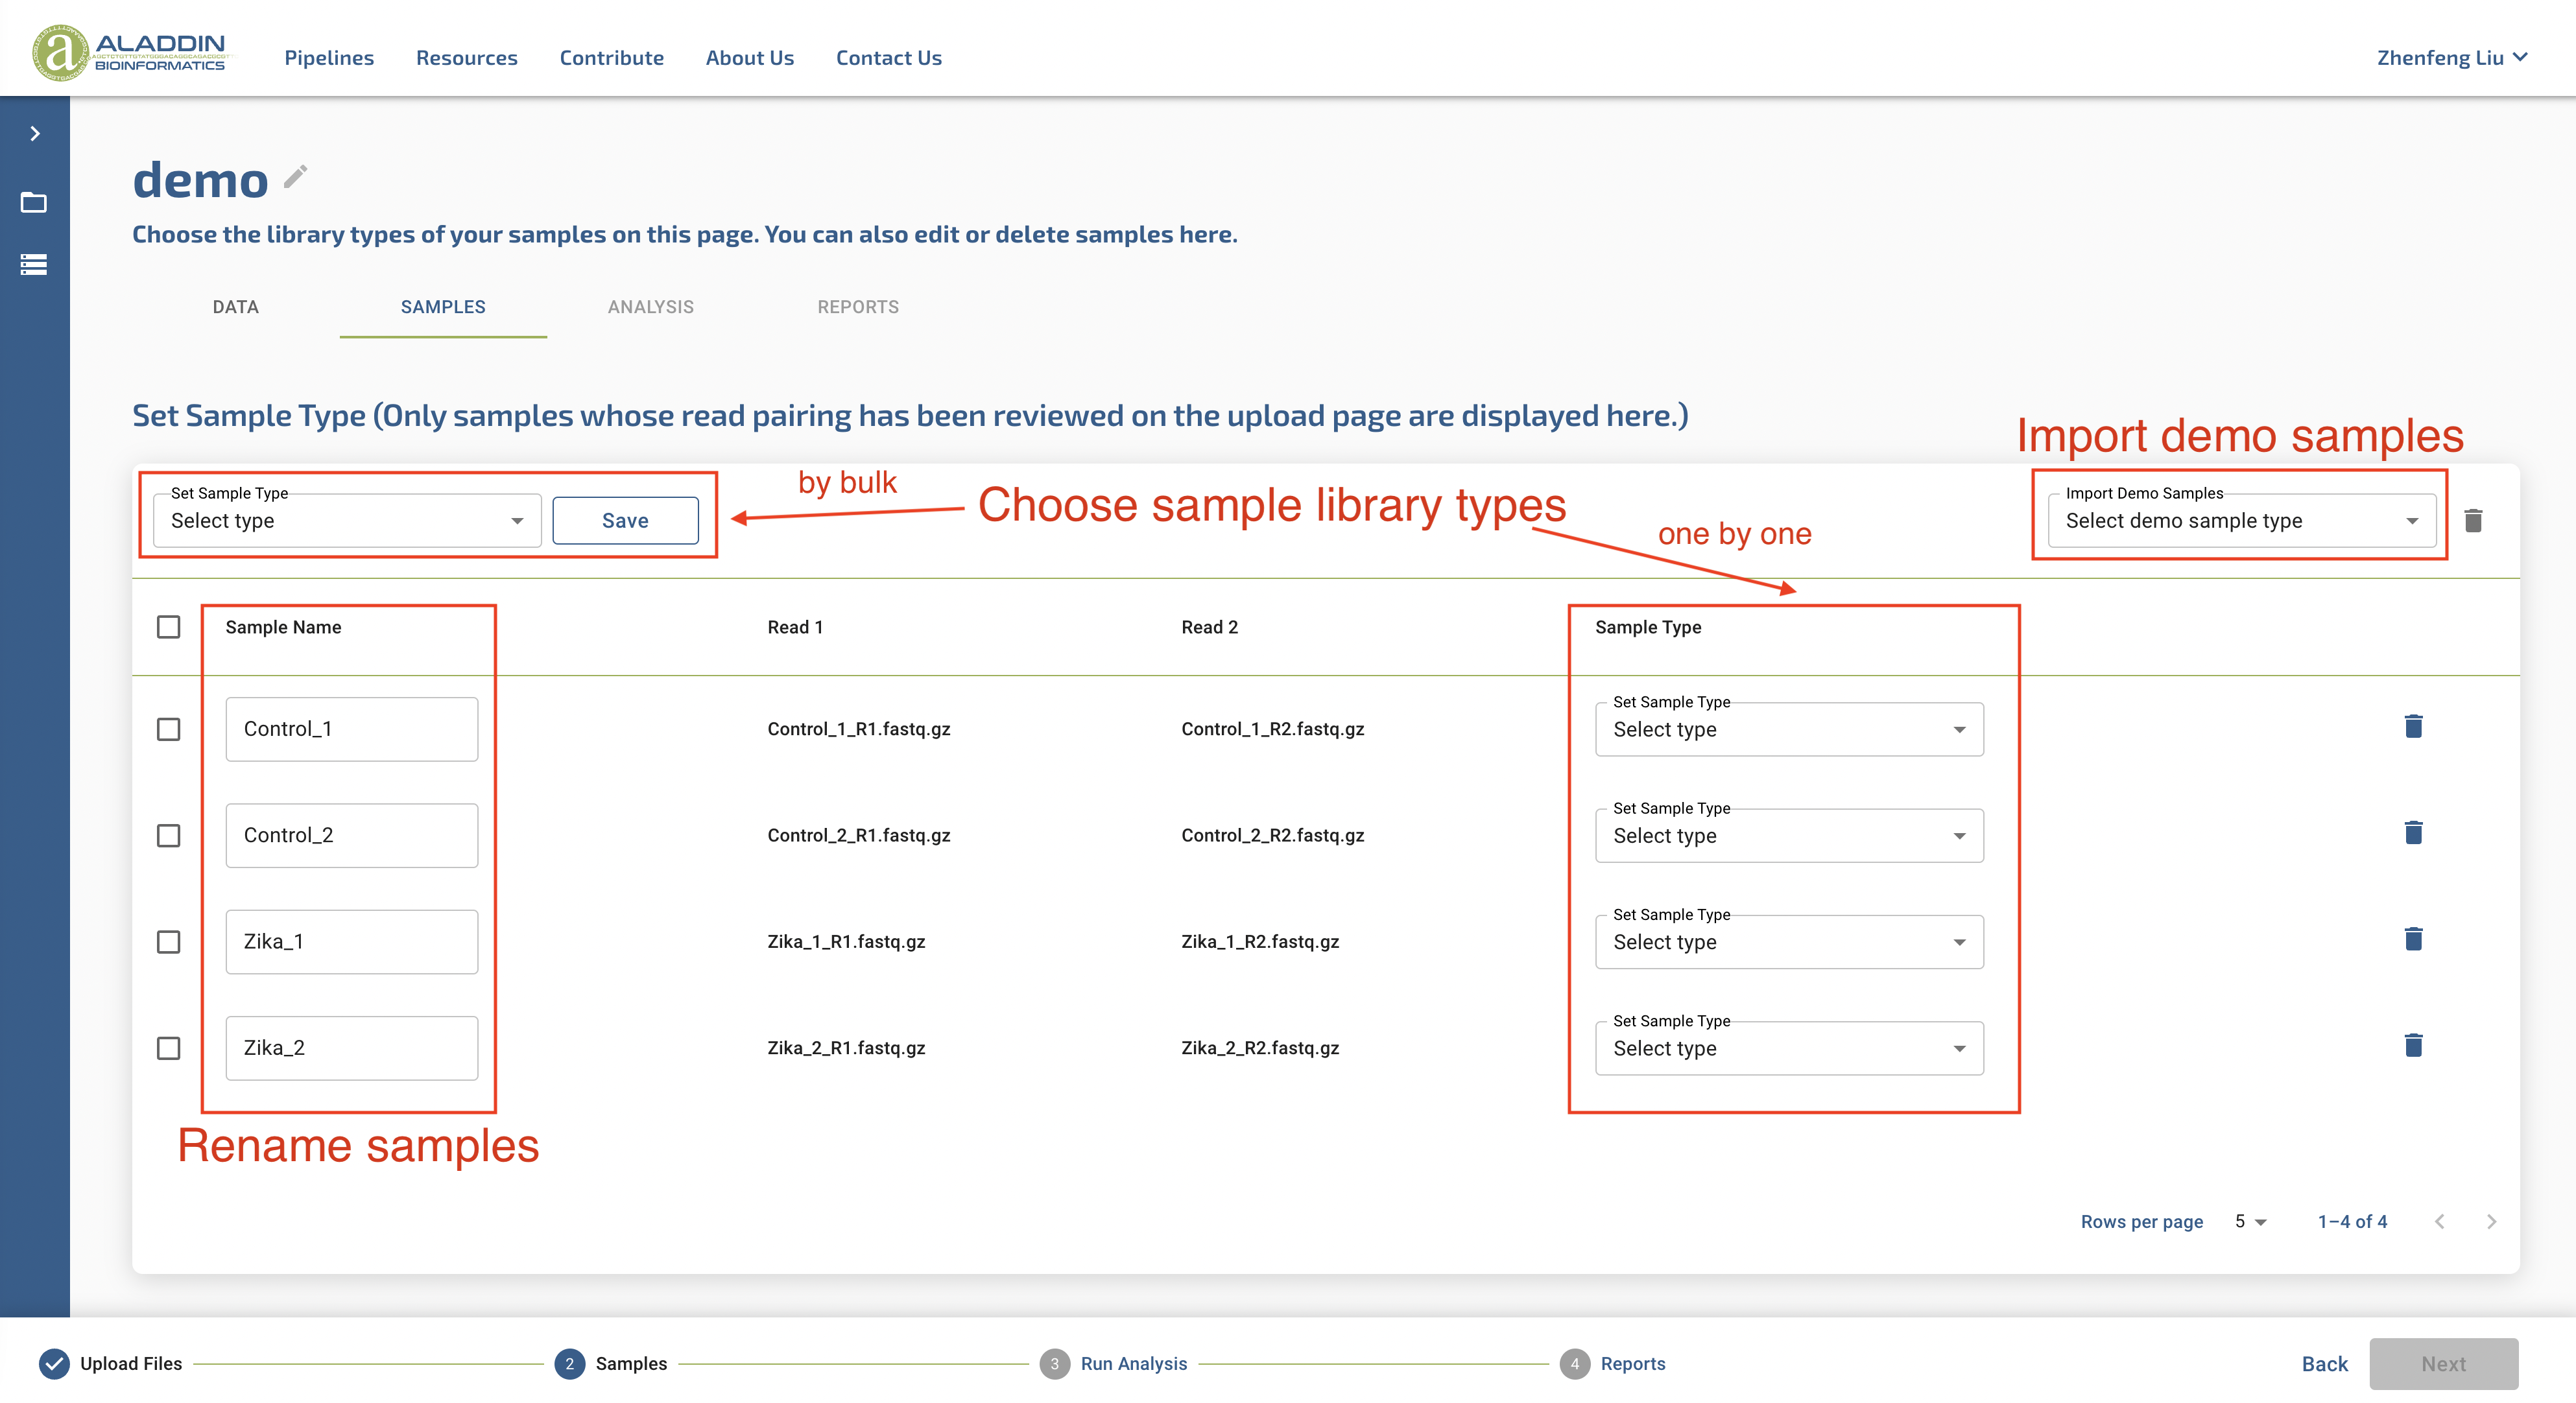 a ALADDIN
BIOINFORMATICS
Pipelines Resources Contribute About Us Contact Us Zhenfeng Liu
demo
Choose the library types of your samples on this page. You can also edit or delete samples here.
DATA SAMPLES ANALYSIS REPORTS
Set Sample Type (Only samples whose read pairing has been reviewed on the upload page are displayed here.)
Import demo samples
by bulk
Choose sample library types
one by one
Set Sample Type
Select type Save
Import Demo Samples
Select demo sample type
Sample Name Read 1 Read 2 Sample Type
Set Sample Type
Control_1 Control_1_R1.fastq.gz Control_1_R2.fastq.gz Select type
Set Sample Type
Control_2 Control_2_R1.fastq.gz Control_2_R2.fastq.gz Select type
Set Sample Type
Zika_1 Zika_1_R1.fastq.gz Zika_1_R2.fastq.gz Select type
Set Sample Type
Zika_2 Zika_2_R1.fastq.gz Zika_2_R2.fastq.gz Select type
Rename samples
Rows per page 5 1–4 of 4
Upload Files 2 Samples 3 Run Analysis 4 Reports Back Next